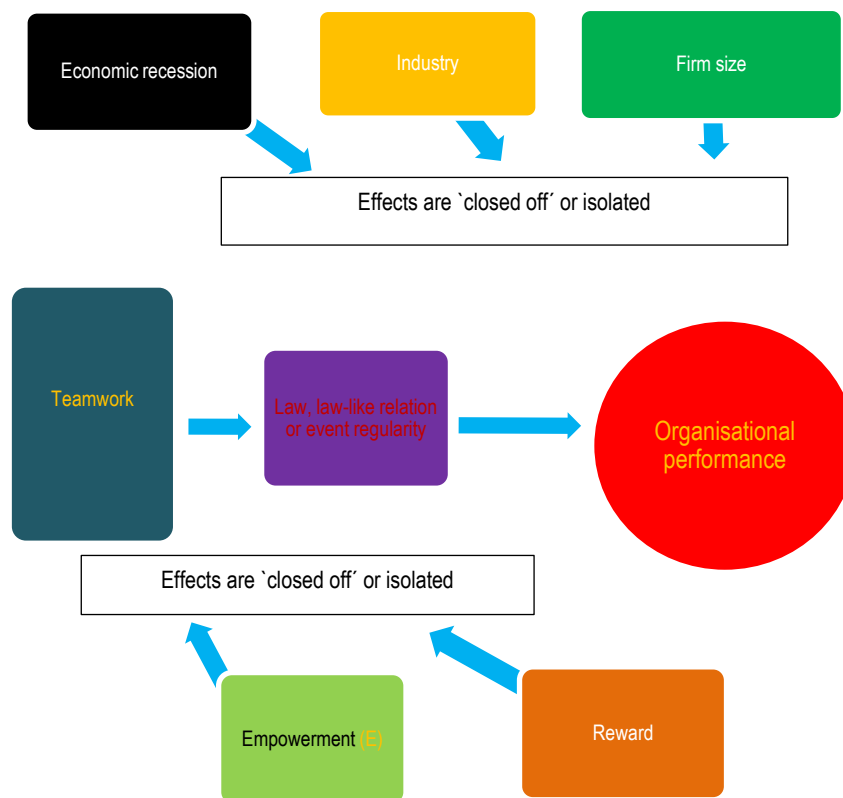 Economic recession
Industry
Firm size
Effects are `closed off´ or isolated
Teamwork
Law, law-like relation
or event regularity
Organisational
performance
Effects are `closed off´ or isolated
Empowerment (E)
Reward